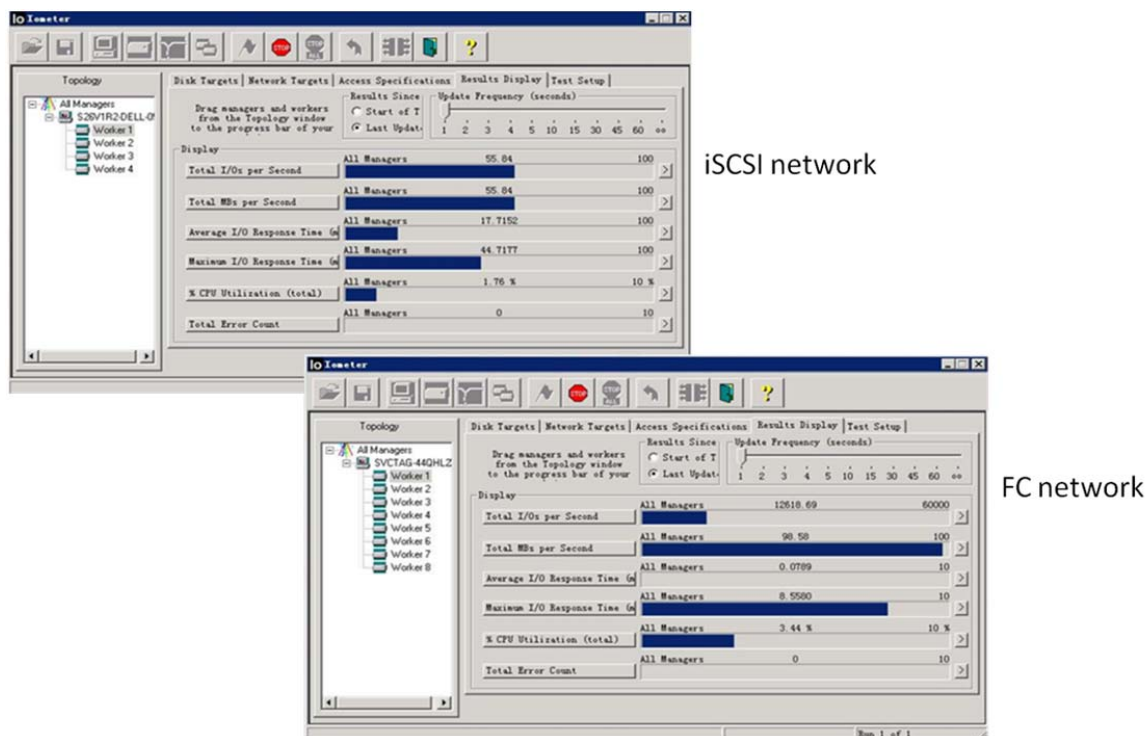 Iometer
STOP
STOP
ALL
?
Topology
All Managers
S26V1R2-DELL-0
Worker 1
Worker 2
Worker 3
Worker 4
Disk Targets Network Targets Access Specifications Results Display Test Setup
Drag managers and workers
from the Topology window
to the progress bar of your
Results Since
Start of T
Last Updat
Update Frequency (seconds)
1 2 3 4 5 10 15 30 45 60 ∞
Display
All Managers 55.84 100
Total I/Os per Second >
All Managers 55.84 100
Total MBs per Second >
All Managers 17.7152 100
Average I/O Response Time (m >
All Managers 44.7177 100
Maximum I/O Response Time (m >
All Managers 1.76 % 10 %
% CPU Utilization (total) >
All Managers 0 10
Total Error Count >
iSCSI network
Iometer
STOP
STOP
ALL
?
Topology
All Managers
SVCTAG-44QHLZ
Worker 1
Worker 2
Worker 3
Worker 4
Worker 5
Worker 6
Worker 7
Worker 8
Disk Targets Network Targets Access Specifications Results Display Test Setup
Drag managers and workers
from the Topology window
to the progress bar of your
Results Since
Start of T
Last Updat
Update Frequency (seconds)
1 2 3 4 5 10 15 30 45 60 ∞
Display
All Managers 12618.69 60000
Total I/Os per Second >
All Managers 98.58 100
Total MBs per Second >
All Managers 0.0789 10
Average I/O Response Time (m >
All Managers 8.5580 10
Maximum I/O Response Time (m >
All Managers 3.44 % 10 %
% CPU Utilization (total) >
All Managers 0 10
Total Error Count >
Run 1 of 1
FC network